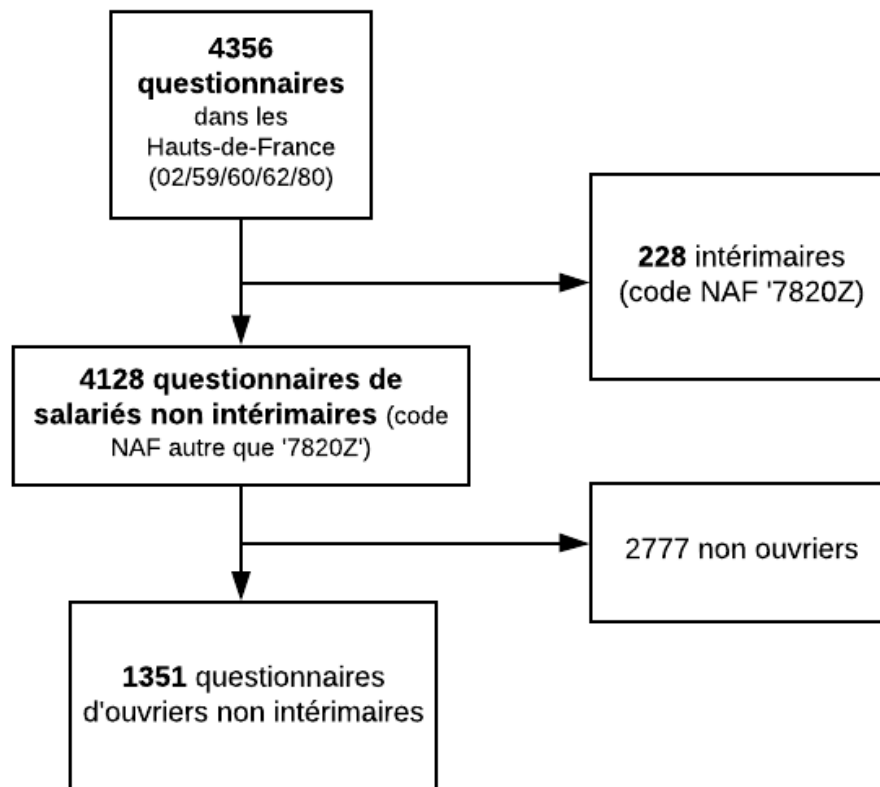 4356
questionnaires
dans les
Hauts-de-France
(02/59/60/62/80)
228 intérimaires
(code NAF '7820Z)
4128 questionnaires de
salariés non intérimaires (code
NAF autre que '7820Z')
2777 non ouvriers
1351 questionnaires
d'ouvriers non intérimaires